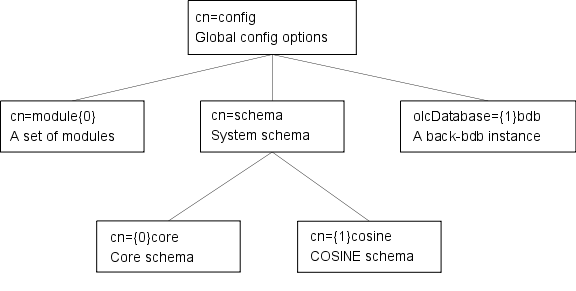 cn=config
Global config options
cn=module{0}
A set of modules
cn=schema
System schema
olcDatabase={1}bdb
A back-bdb instance
cn={0}core
Core schema
cn={1}cosine
COSINE schema